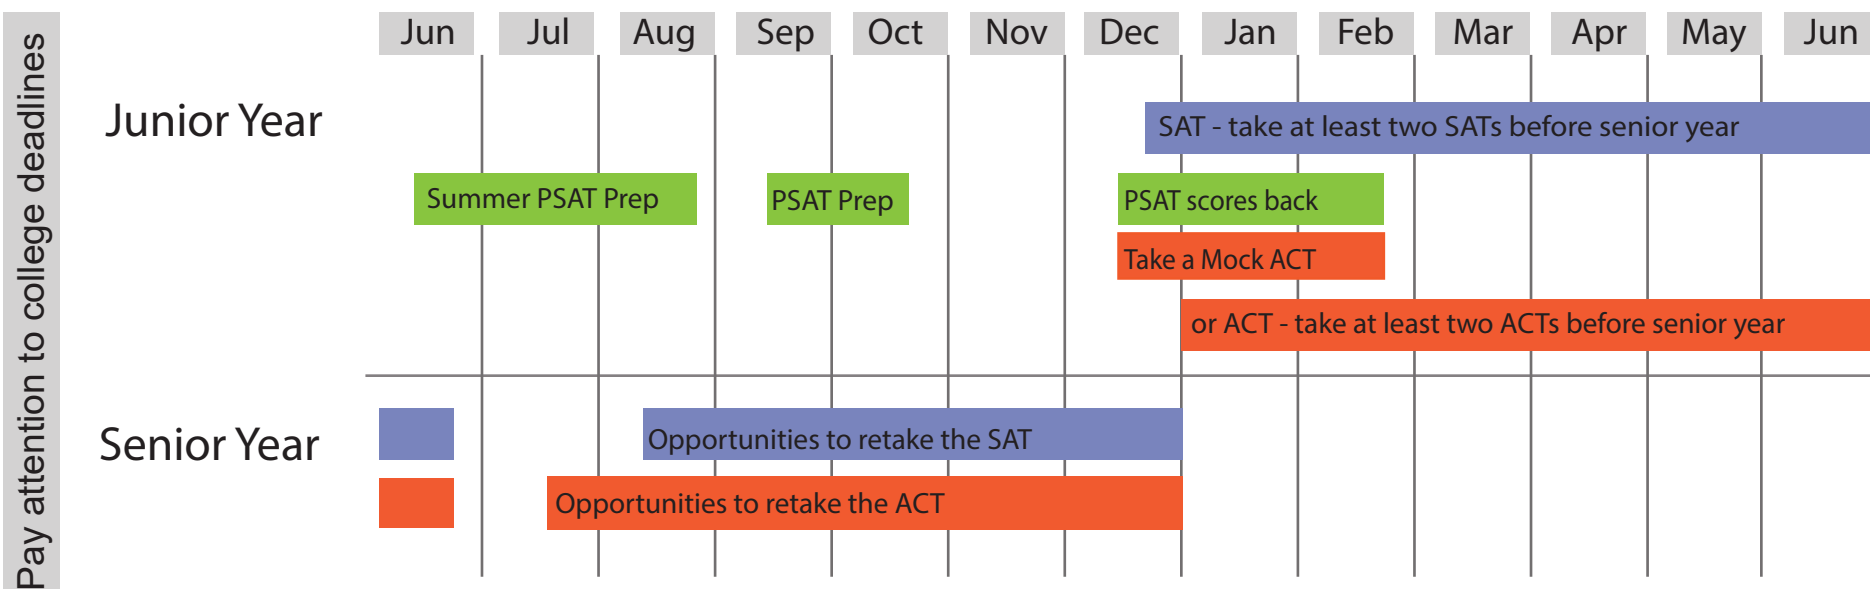 Pay attention to college deadlines
Jun Jul Aug Sep Oct Nov Dec Jan Feb Mar Apr May Jun
Junior Year
SAT - take at least two SATs before senior year
Summer PSAT Prep PSAT Prep PSAT scores back
Take a Mock ACT
or ACT - take at least two ACTs before senior year
Senior Year
Opportunities to retake the SAT
Opportunities to retake the ACT